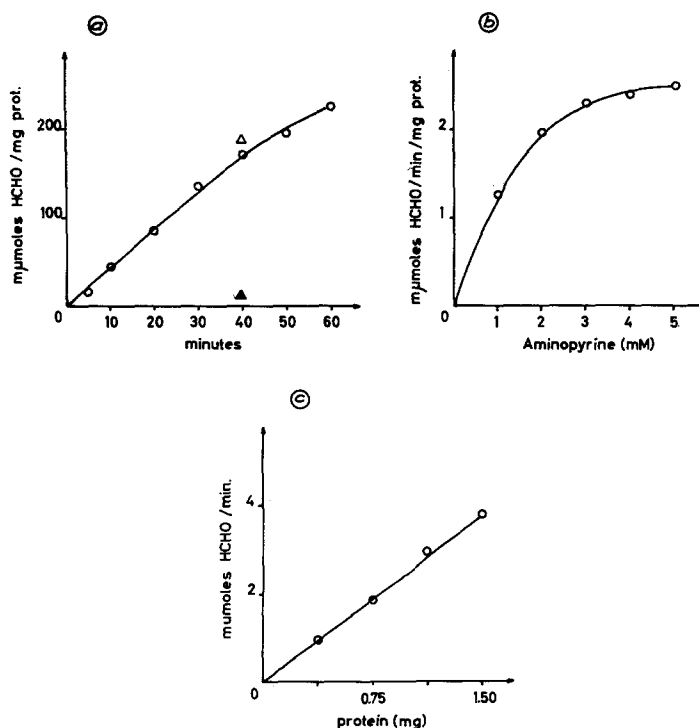 a
mμmoles HCHO /mg prot.
200
100
0
10 20 30 40 50 60
minutes
b
mμmoles HCHO/min/mg prot.
2
1
0
1 2 3 4 5.
Aminopyrine (mM)
c
mumoles HCHO /min.
4
2
0
0.75 1.50
protein (mg)